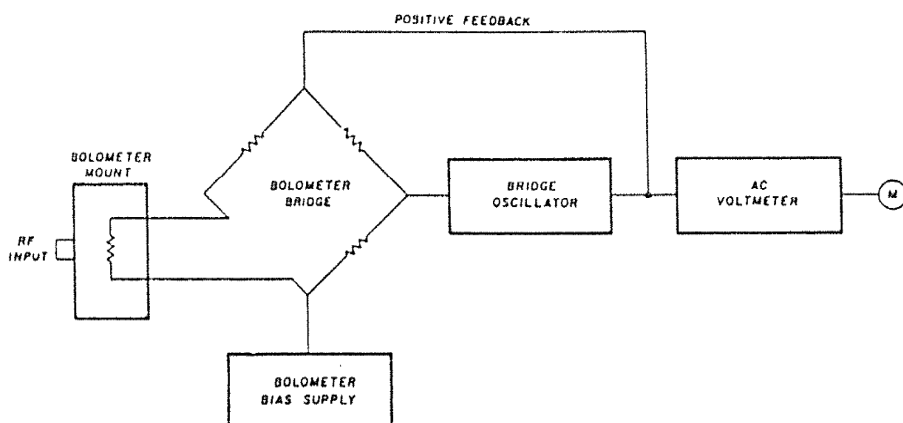 POSITIVE FEEDBACK
BOLOMETER
MOUNT
RF
INPUT
BOLOMETER
BRIDGE
BRIDGE
OSCILLATOR
AC
VOLTMETER
M
BOLOMETER
BIAS SUPPLY